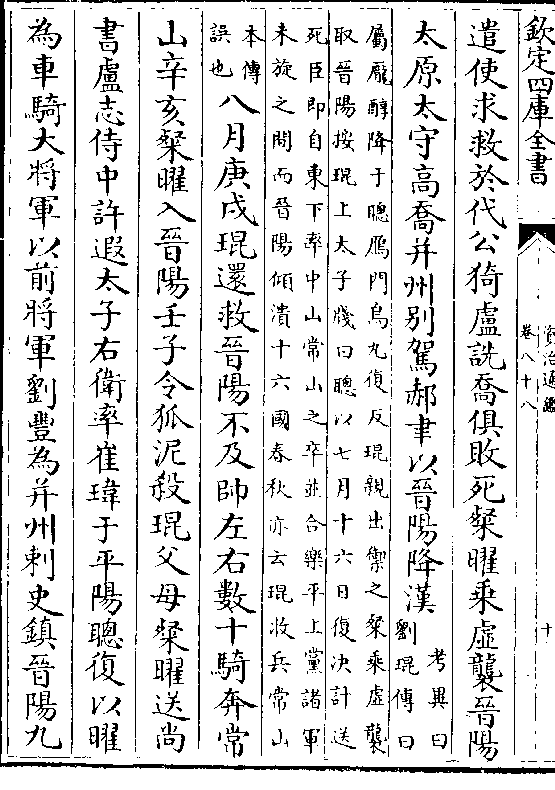 欽定四庫全書
資治通鑑
卷八十八
十
遣使求救於代公猗盧詵喬俱敗死粲曜乘虛襲晉陽
太原太守高喬并州别駕郝聿以晉陽降漢
考異曰
劉琨傳曰
屬龎醇降于聰鴈門烏九復反琨親出禦之粲乘虛襲
取晉陽按琨上太子牋曰聰以七月十六日復決計送
死臣即自東下率中山常山之卒並合樂平上黨諸軍
未旋之間而晉陽傾潰十六國春秋亦云琨收兵常山
本傳
誤也
八月庚戌琨還救晉陽不及帥左右數十騎奔常
山辛亥粲曜入晉陽壬子令狐泥殺琨父母粲曜送尚
書盧志侍中許遐太子右衛率崔瑋于平陽聰復以曜
為車騎大將軍以前將軍劉豐為并州刺史鎮晉陽九